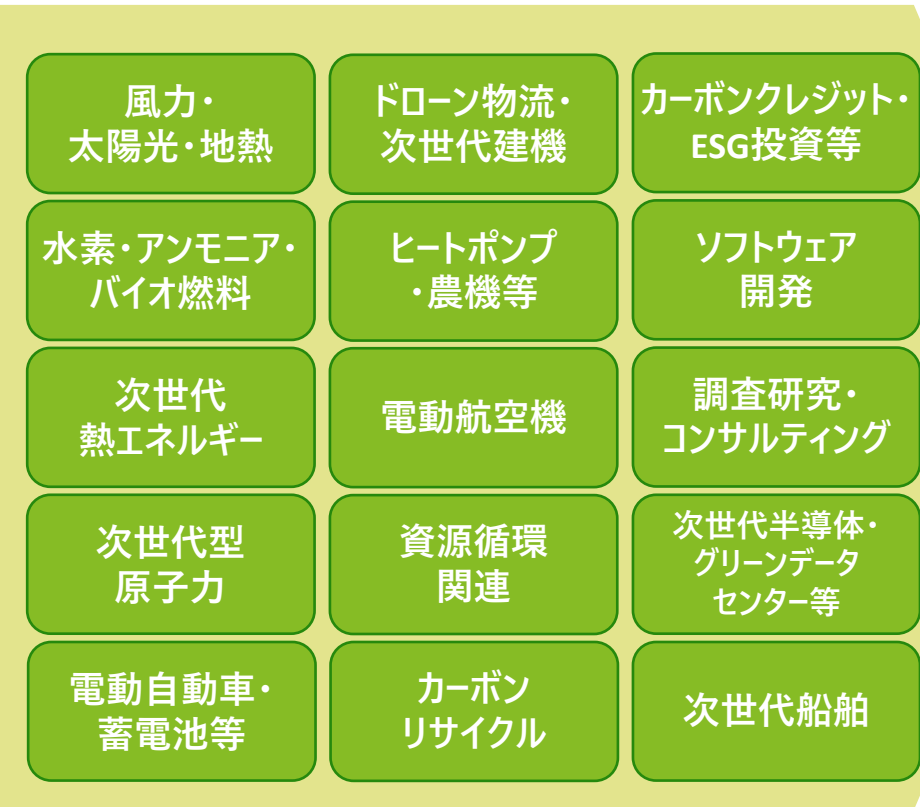 風力・
太陽光・地熱
ドローン物流・
次世代建機
カーボンクレジット・
ESG投資等
水素・アンモニア・
バイオ燃料
ヒートポンプ
・農機等
ソフトウェア
開発
次世代
熱エネルギー
電動航空機
調査研究・
コンサルティング
次世代型
原子力
資源循環
関連
次世代半導体・
グリーンデータ
センター等
電動自動車・
蓄電池等
カーボン
リサイクル
次世代船舶